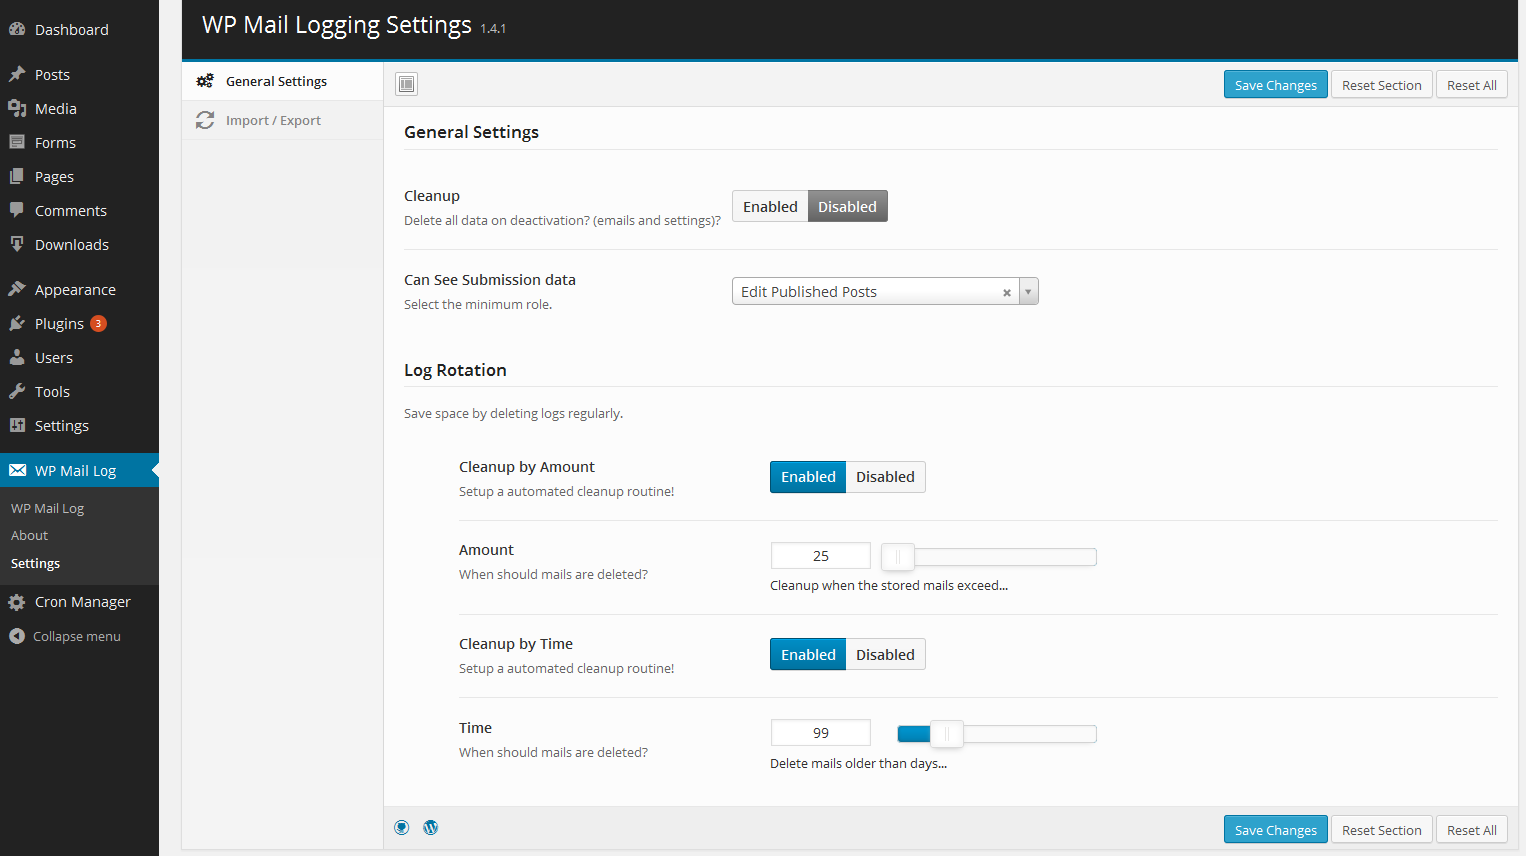 Dashboard
Posts
Media
Forms
Pages
Comments
Downloads
Appearance
Plugins 3
Users
Tools
Settings
WP Mail Log
WP Mail Log
About
Settings
Cron Manager
Collapse menu
WP Mail Logging Settings 1.4.1
General Settings
Import / Export
Save Changes Reset Section Reset All
General Settings
Cleanup
Delete all data on deactivation? (emails and settings)?
Enabled Disabled
Can See Submission data
Select the minimum role.
Edit Published Posts
Log Rotation
Save space by deleting logs regularly.
Cleanup by Amount
Setup a automated cleanup routine!
Enabled Disabled
Amount
When should mails are deleted?
25
Cleanup when the stored mails exceed...
Cleanup by Time
Setup a automated cleanup routine!
Enabled Disabled
Time
When should mails are deleted?
99
Delete mails older than days...
Save Changes Reset Section Reset All